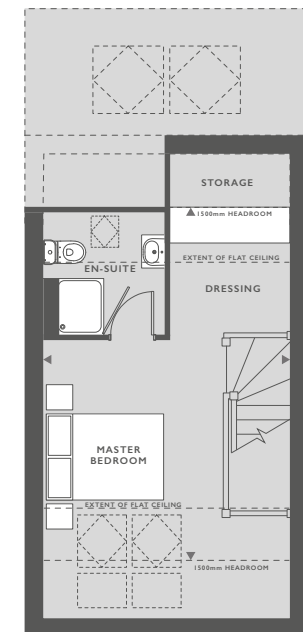 STORAGE
1500mm HEADROOM
EXTENT OF FLAT CEILING
EN-SUITE
DRESSING
MASTER
BEDROOM
EXTENT OF FLAT CEILING
1500mm HEADROOM